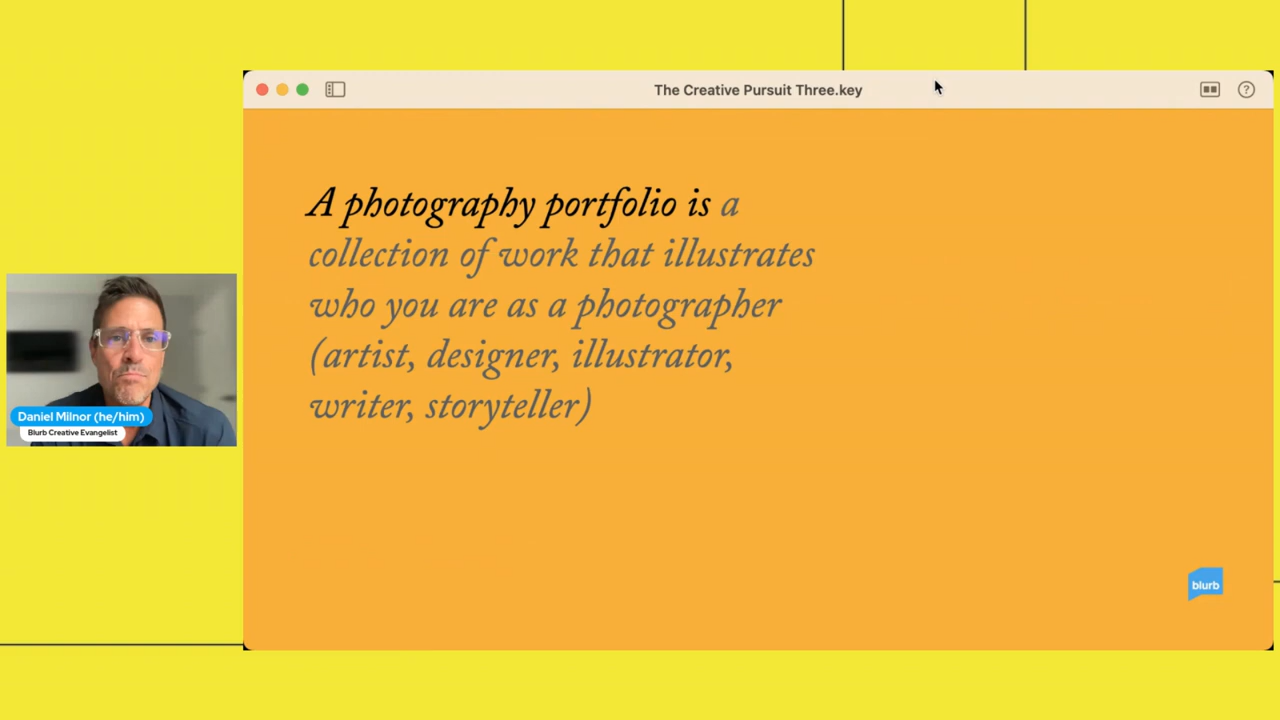 The Creative Pursuit Three.key
A photography portfolio is a
collection of work that illustrates
who you are as a photographer
(artist, designer, illustrator,
writer, storyteller)
Daniel Milnor (he/him)
Blurb Creative Evangelist
blurb